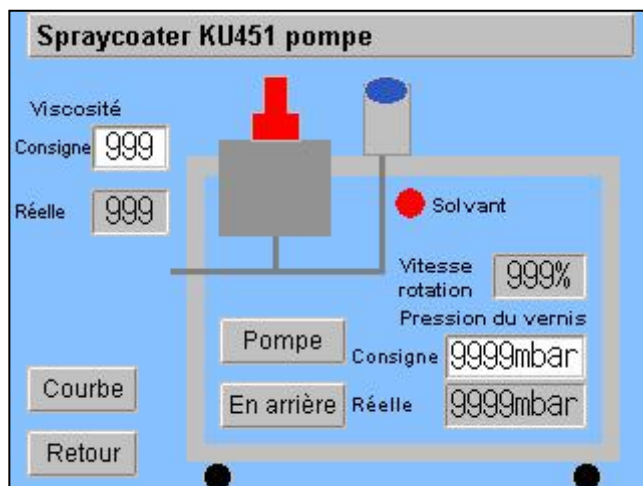 Spraycoater KU451 pompe
Viscosité
Consigne 999
Réelle 999
Solvant
Vitesse rotation 999%
Pression du vernis
Pompe
Consigne 9999mbar
En arrière
Réelle 9999mbar
Courbe
Retour